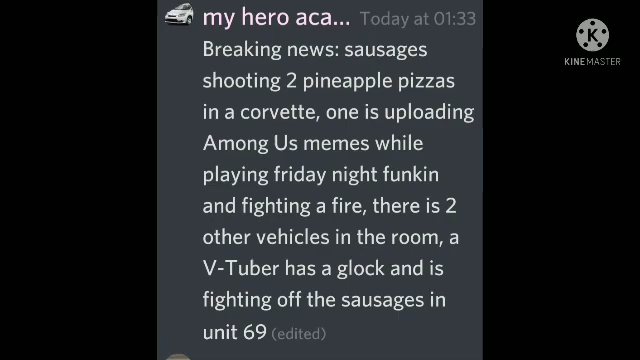 my hero aca... Today at 01:33
Breaking news: sausages
shooting 2 pineapple pizzas
in a corvette, one is uploading
Among Us memes while
playing friday night funkin
and fighting a fire, there is 2
other vehicles in the room, a
V-Tuber has a glock and is
fighting off the sausages in
unit 69 (edited)
K
KINEMASTER